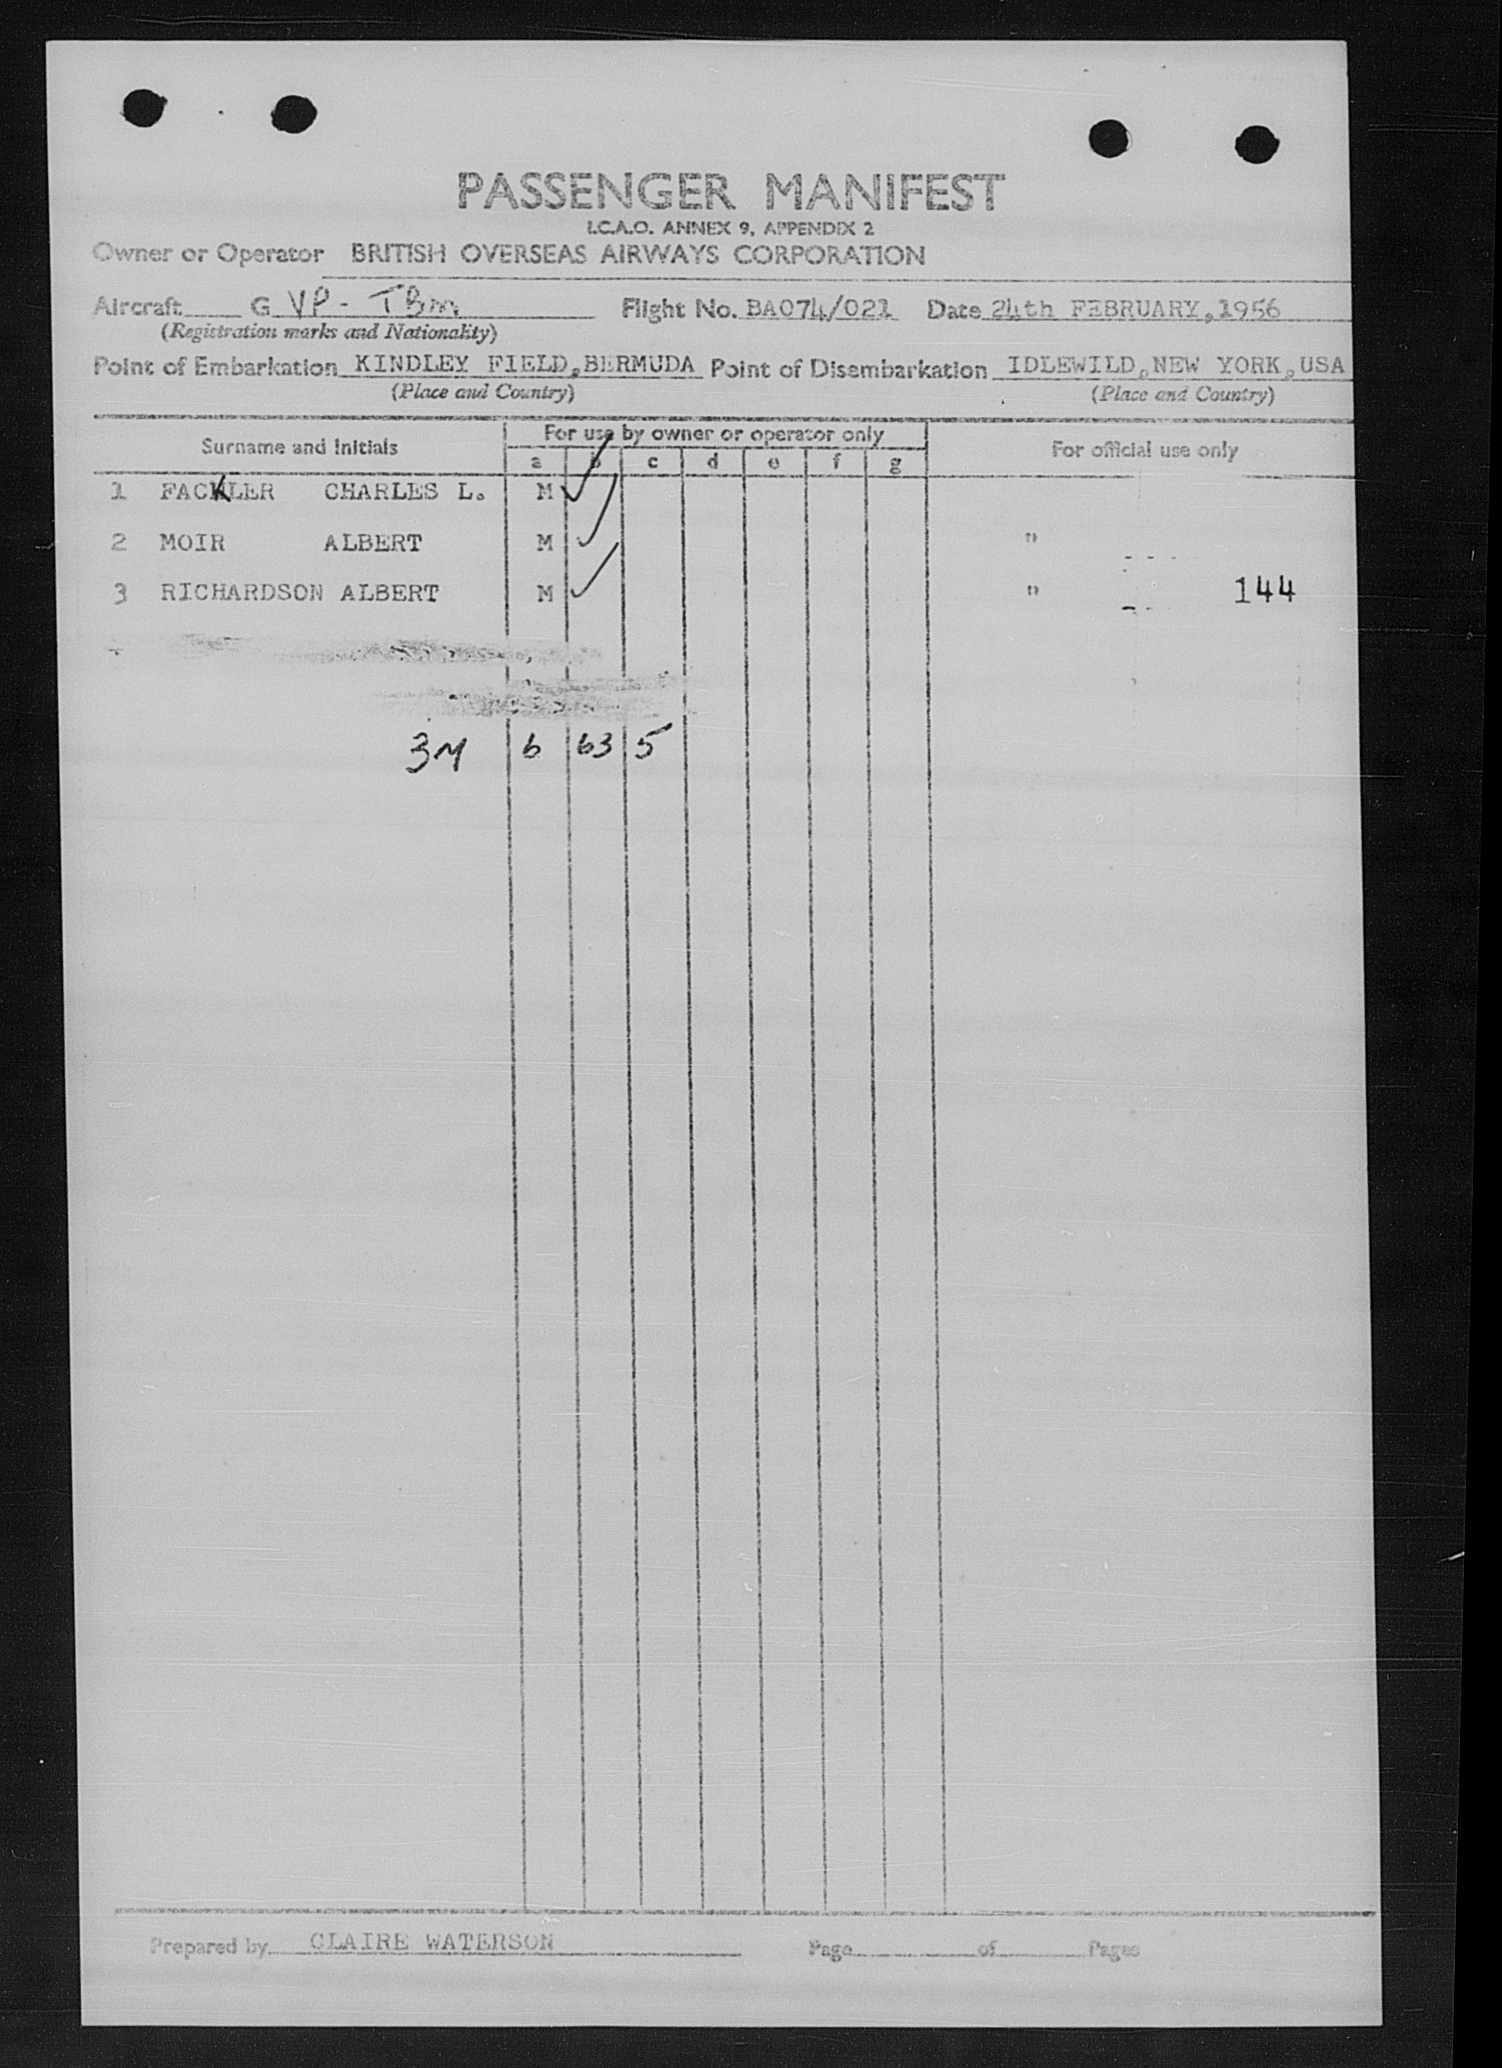 PASSENGER MANIFEST
I.C.A.O. ANNEX 9, APPENDIX 2
Owner or Operator BRITISH OVERSEAS AIRWAYS CORPORATION
Aircraft G VP - TBM Flight No. BA074/021 Date 24th FEBRUARY, 1956
(Registration marks and Nationality)
Point of Embarkation KINDLEY FIELD, BERMUDA Point of Disembarkation IDLEWILD, NEW YORK, USA
(Place and Country) (Place and Country)
Surname and Initials For use by owner or operator only For official use only
a b c d e f g
1 FACKLER CHARLES L. M ✓
2 MOIR ALBERT M ✓ "
3 RICHARDSON ALBERT M ✓ " 144
3M 6 63 5
Prepared by CLAIRE WATERSON Page of Pages